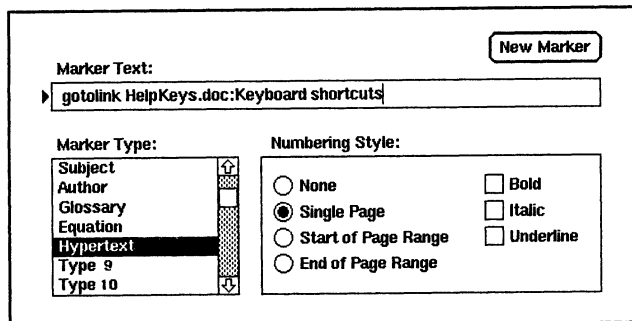 New Marker
Marker Text:
gotolink HelpKeys.doc:Keyboard shortcuts
Marker Type:
Subject
Author
Glossary
Equation
Hypertext
Type 9
Type 10
Numbering Style:
None
Single Page
Start of Page Range
End of Page Range
Bold
Italic
Underline